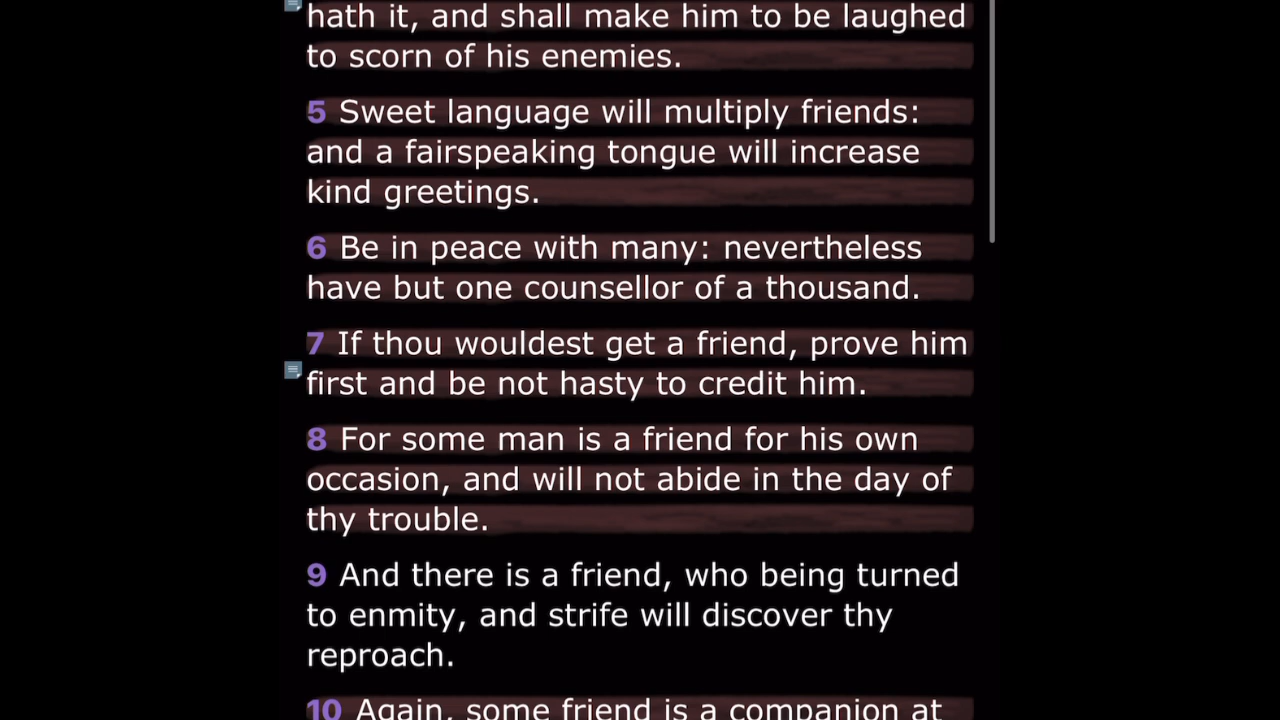 hath it, and shall make him to be laughed
to scorn of his enemies.
5 Sweet language will multiply friends:
and a fairspeaking tongue will increase
kind greetings.
6 Be in peace with many: nevertheless
have but one counsellor of a thousand.
7 If thou wouldest get a friend, prove him
first and be not hasty to credit him.
8 For some man is a friend for his own
occasion, and will not abide in the day of
thy trouble.
9 And there is a friend, who being turned
to enmity, and strife will discover thy
reproach.
10 Again, some friend is a companion at